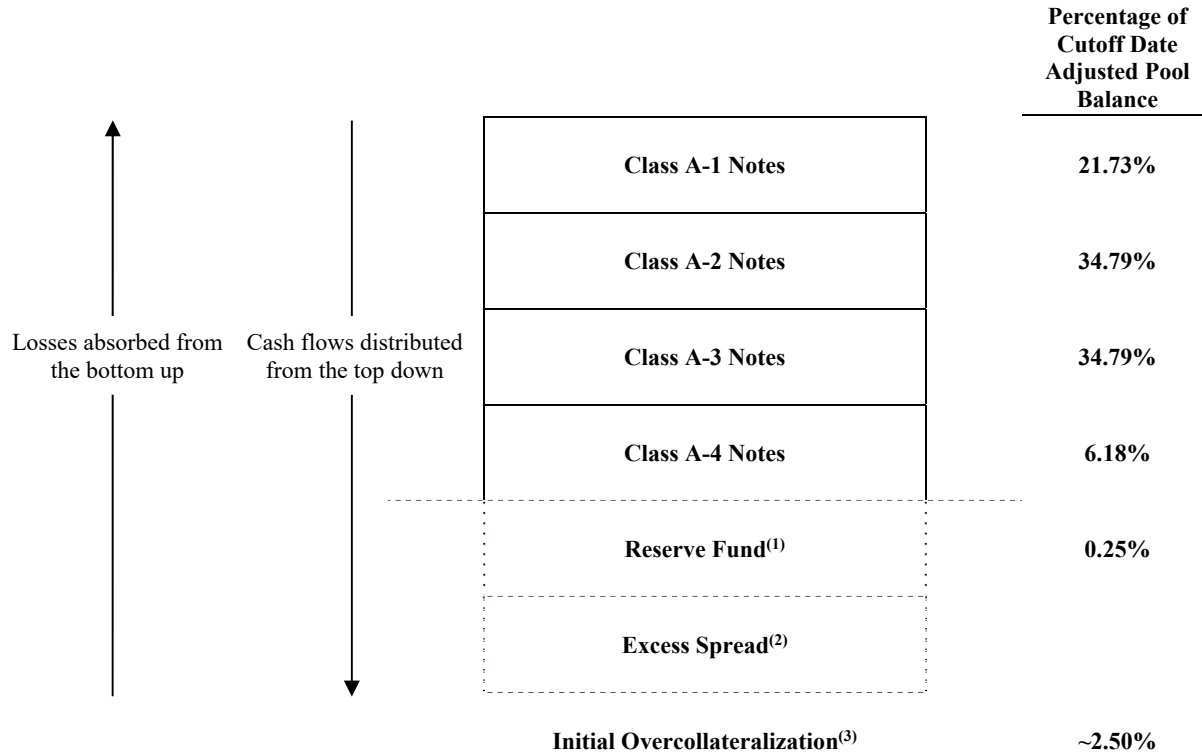 Percentage of
Cutoff Date
Adjusted Pool
Balance
Class A-1 Notes 21.73%
Class A-2 Notes 34.79%
Losses absorbed from
the bottom up
Cash flows distributed
from the top down
Class A-3 Notes 34.79%
Class A-4 Notes 6.18%
Reserve Fund(1) 0.25%
Excess Spread(2)
Initial Overcollateralization(3) ~2.50%